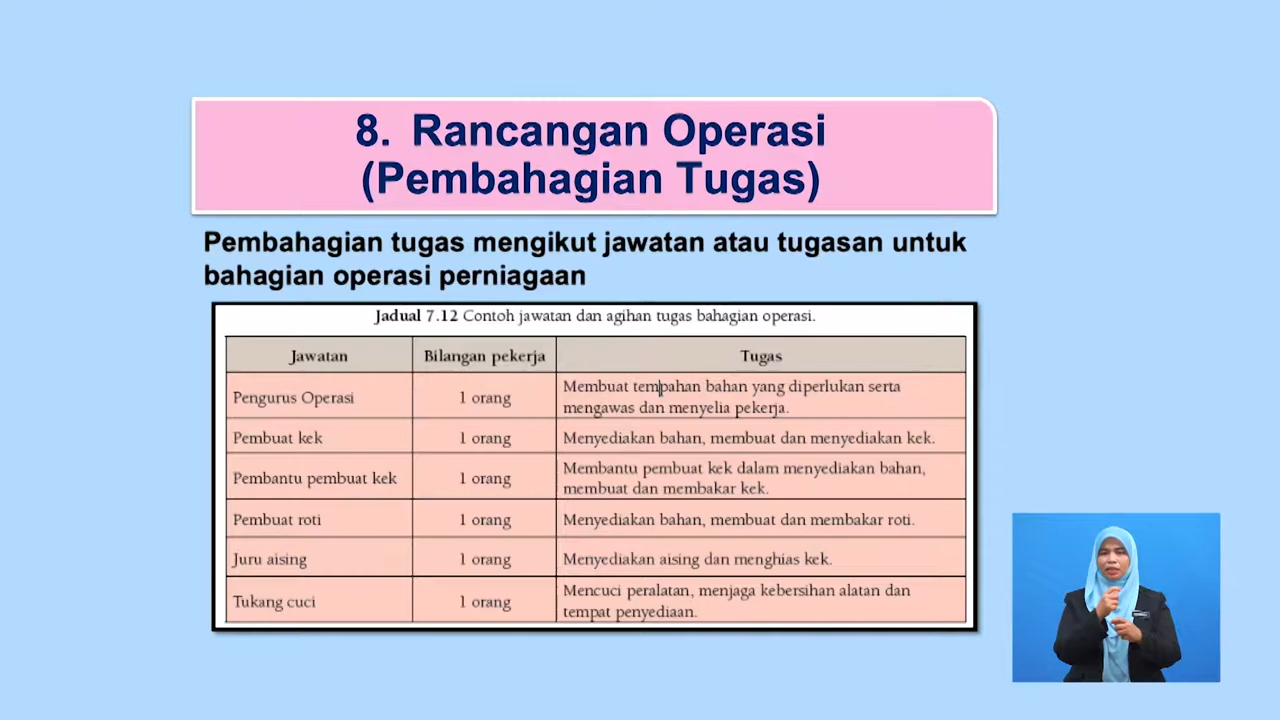 8. Rancangan Operasi
(Pembahagian Tugas)
Pembahagian tugas mengikut jawatan atau tugasan untuk
bahagian operasi perniagaan
Jadual 7.12 Contoh jawatan dan agihan tugas bahagian operasi.
Jawatan Bilangan pekerja Tugas
Pengurus Operasi 1 orang Membuat tempahan bahan yang diperlukan serta
mengawas dan menyelia pekerja.
Pembuat kek 1 orang Menyediakan bahan, membuat dan menyediakan kek.
Pembantu pembuat kek 1 orang Membantu pembuat kek dalam menyediakan bahan,
membuat dan membakar kek.
Pembuat roti 1 orang Menyediakan bahan, membuat dan membakar roti.
Juru aising 1 orang Menyediakan aising dan menghias kek.
Tukang cuci 1 orang Mencuci peralatan, menjaga kebersihan alatan dan
tempat penyediaan.